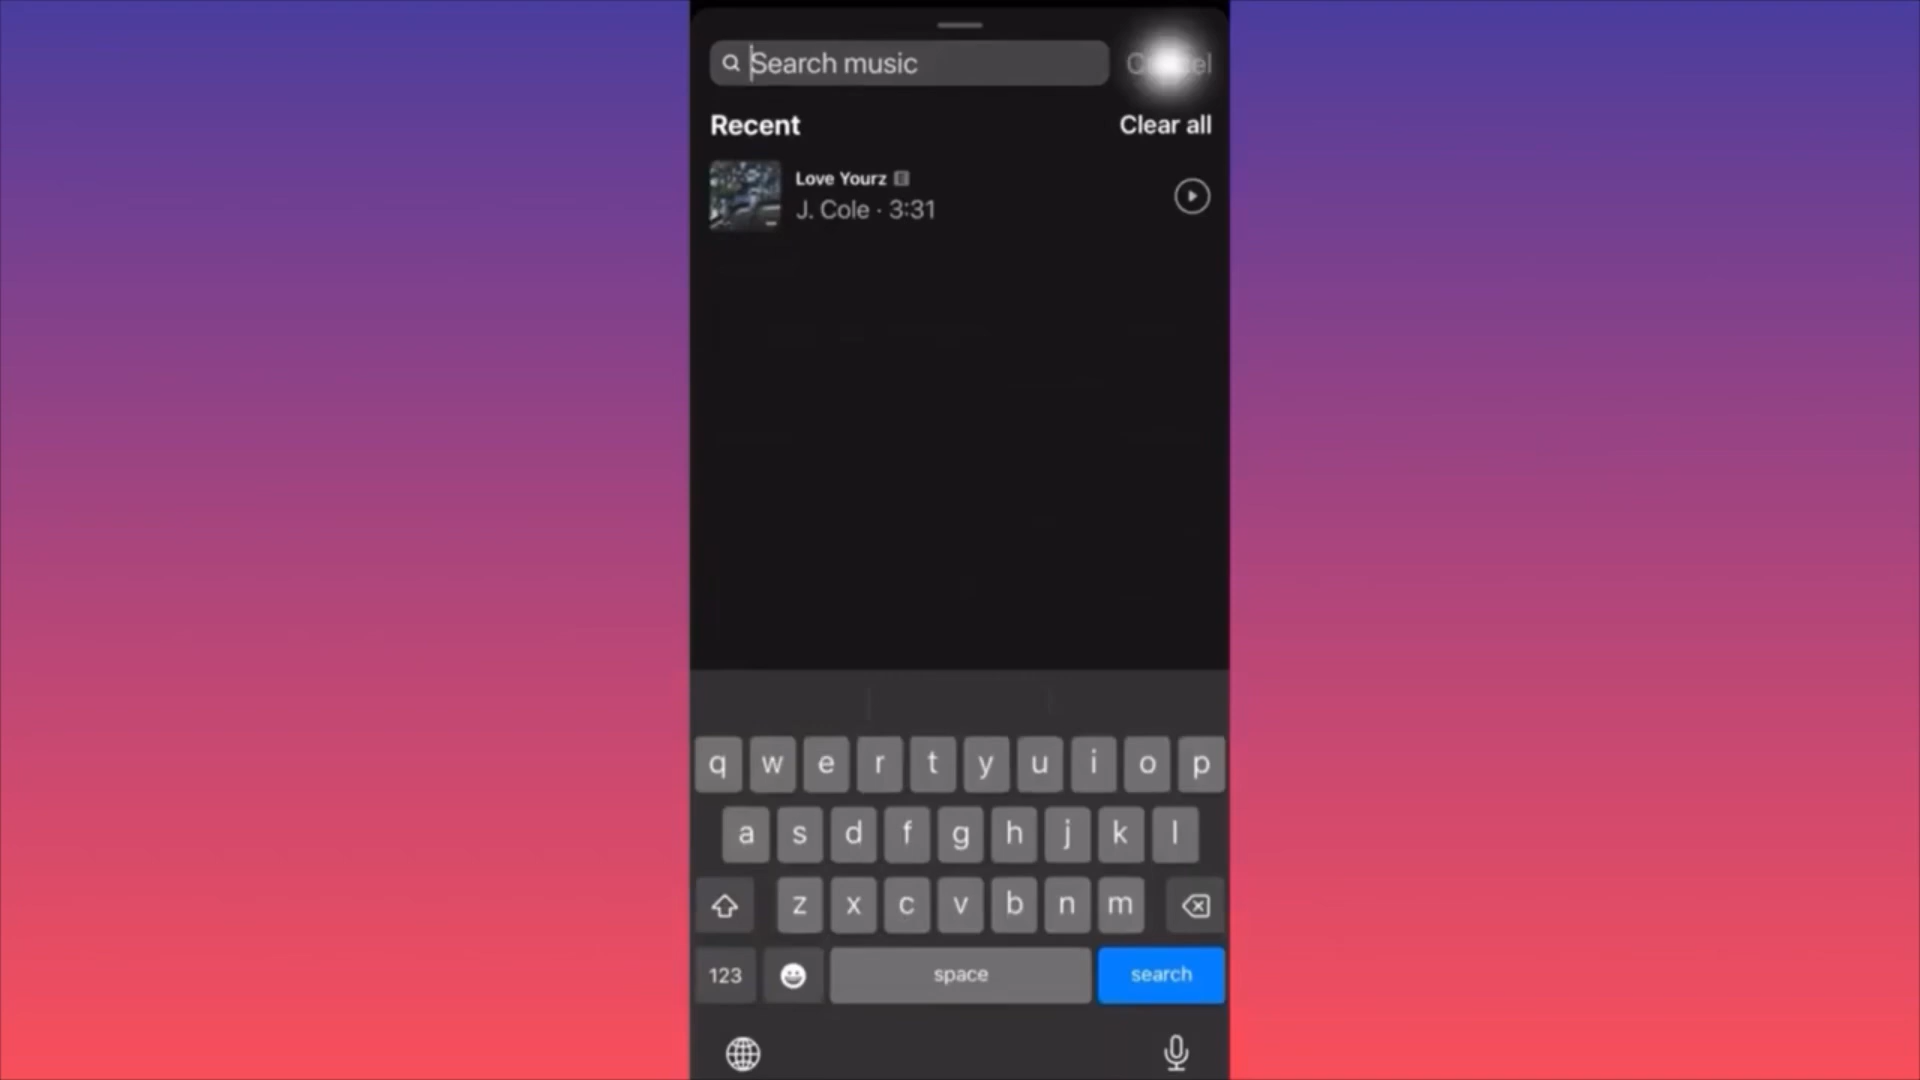 Search music
Recent
Clear all
Love Yourz E
J. Cole · 3:31
q w e r t y u i o p
a s d f g h j k l
z x c v b n m
123 space search